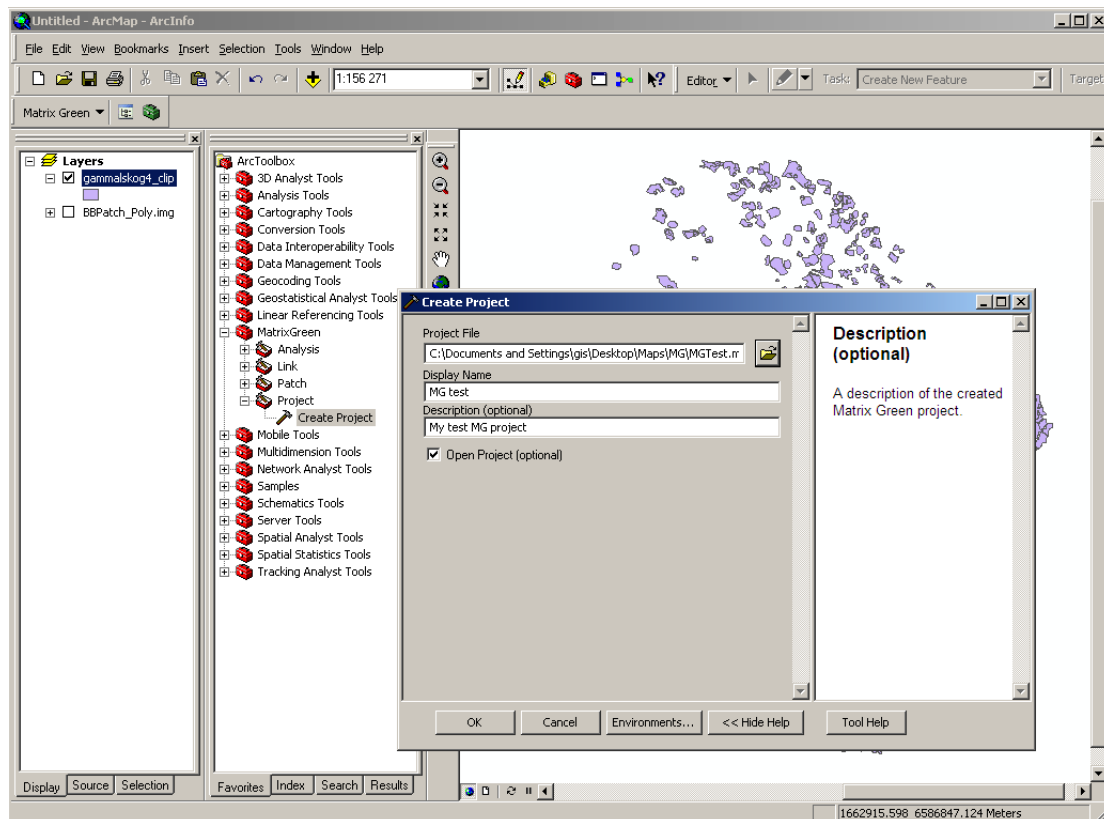 Untitled - ArcMap - ArcInfo
File Edit View Bookmarks Insert Selection Tools Window Help
1:156 271
Editor
Task: Create New Feature
Target
Matrix Green
Layers
gammalskog4_clip
BBPatch_Poly.img
Display Source Selection
ArcToolbox
3D Analyst Tools
Analysis Tools
Cartography Tools
Conversion Tools
Data Interoperability Tools
Data Management Tools
Geocoding Tools
Geostatistical Analyst Tools
Linear Referencing Tools
MatrixGreen
Analysis
Link
Patch
Project
Create Project
Mobile Tools
Multidimension Tools
Network Analyst Tools
Samples
Schematics Tools
Server Tools
Spatial Analyst Tools
Spatial Statistics Tools
Tracking Analyst Tools
Favorites Index Search Results
Create Project
Project File
C:\Documents and Settings\gis\Desktop\Maps\MG\MGTest.m
Display Name
MG test
Description (optional)
My test MG project
Open Project (optional)
OK Cancel Environments... << Hide Help Tool Help
Description
(optional)
A description of the created
Matrix Green project.
1662915.598 6586847.124 Meters